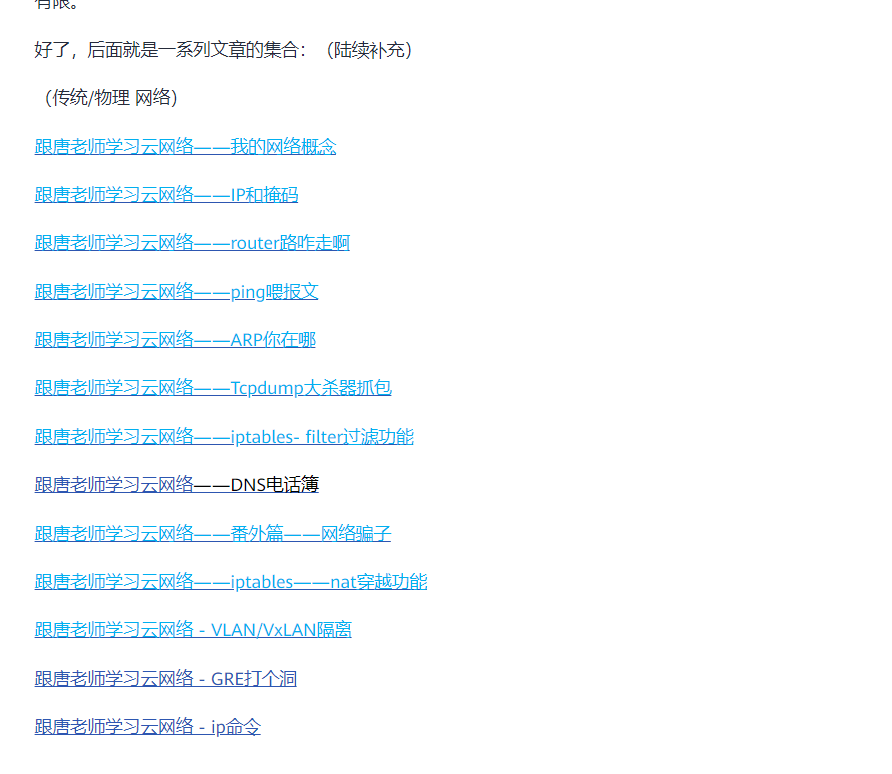 有限。
好了，后面就是一系列文章的集合：（陆续补充）
（传统/物理 网络）
跟唐老师学习云网络——我的网络概念
跟唐老师学习云网络——IP和掩码
跟唐老师学习云网络——router路咋走啊
跟唐老师学习云网络——ping喂报文
跟唐老师学习云网络——ARP你在哪
跟唐老师学习云网络——Tcpdump大杀器抓包
跟唐老师学习云网络——iptables- filter过滤功能
跟唐老师学习云网络——DNS电话簿
跟唐老师学习云网络——番外篇——网络骗子
跟唐老师学习云网络——iptables——nat穿越功能
跟唐老师学习云网络 - VLAN/VxLAN隔离
跟唐老师学习云网络 - GRE打个洞
跟唐老师学习云网络 - ip命令